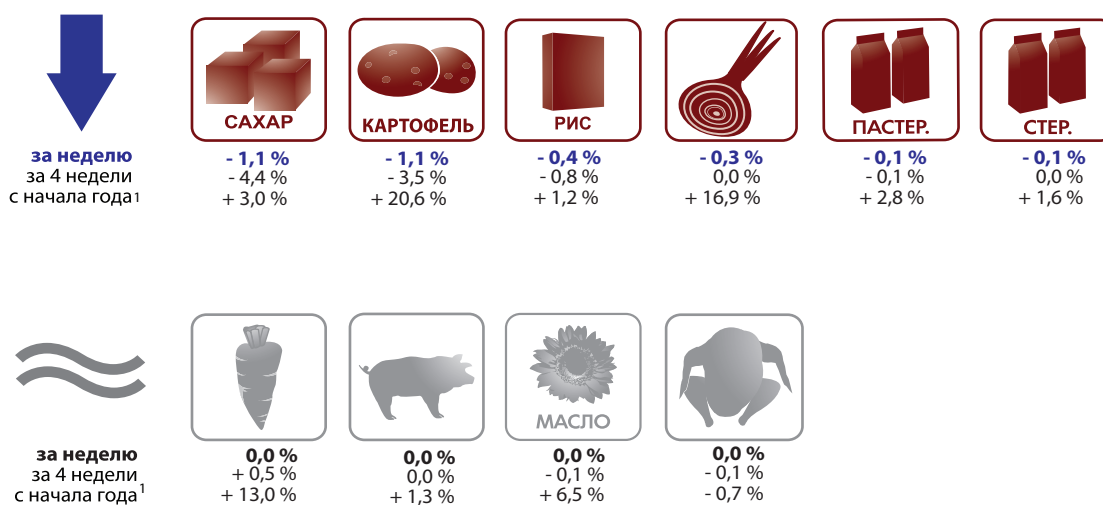 САХАР КАРТОФЕЛЬ РИС ПАСТЕР. СТЕР.
за неделю - 1,1 % - 1,1 % - 0,4 % - 0,3 % - 0,1 % - 0,1 %
за 4 недели - 4,4 % - 3,5 % - 0,8 % 0,0 % - 0,1 % 0,0 %
с начала года1 + 3,0 % + 20,6 % + 1,2 % + 16,9 % + 2,8 % + 1,6 %
МАСЛО
за неделю 0,0 % 0,0 % 0,0 % 0,0 %
за 4 недели + 0,5 % 0,0 % - 0,1 % - 0,1 %
с начала года1 + 13,0 % + 1,3 % + 6,5 % - 0,7 %